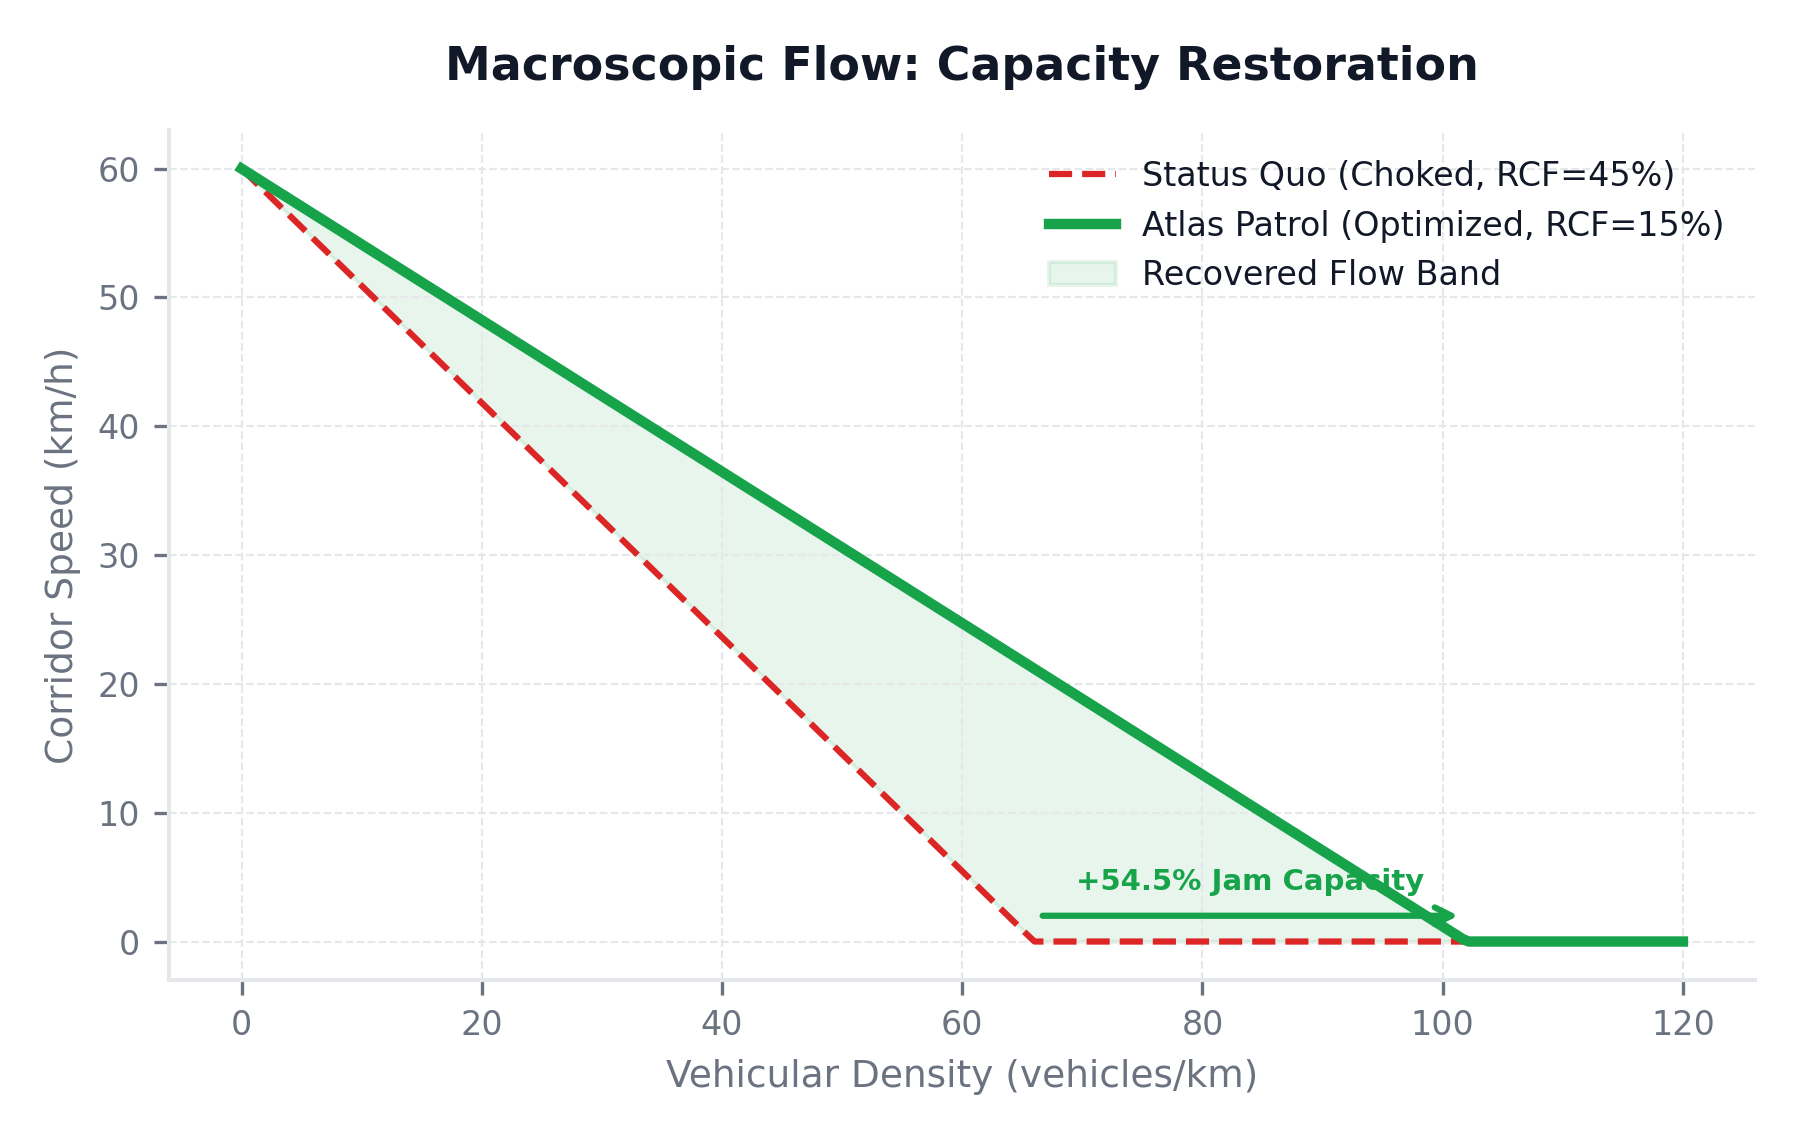 Macroscopic Flow: Capacity Restoration
Status Quo (Choked, RCF=45%)
Atlas Patrol (Optimized, RCF=15%)
Recovered Flow Band
Corridor Speed (km/h)
60
50
40
30
20
10
0
+54.5% Jam Capacity
0 20 40 60 80 100 120
Vehicular Density (vehicles/km)